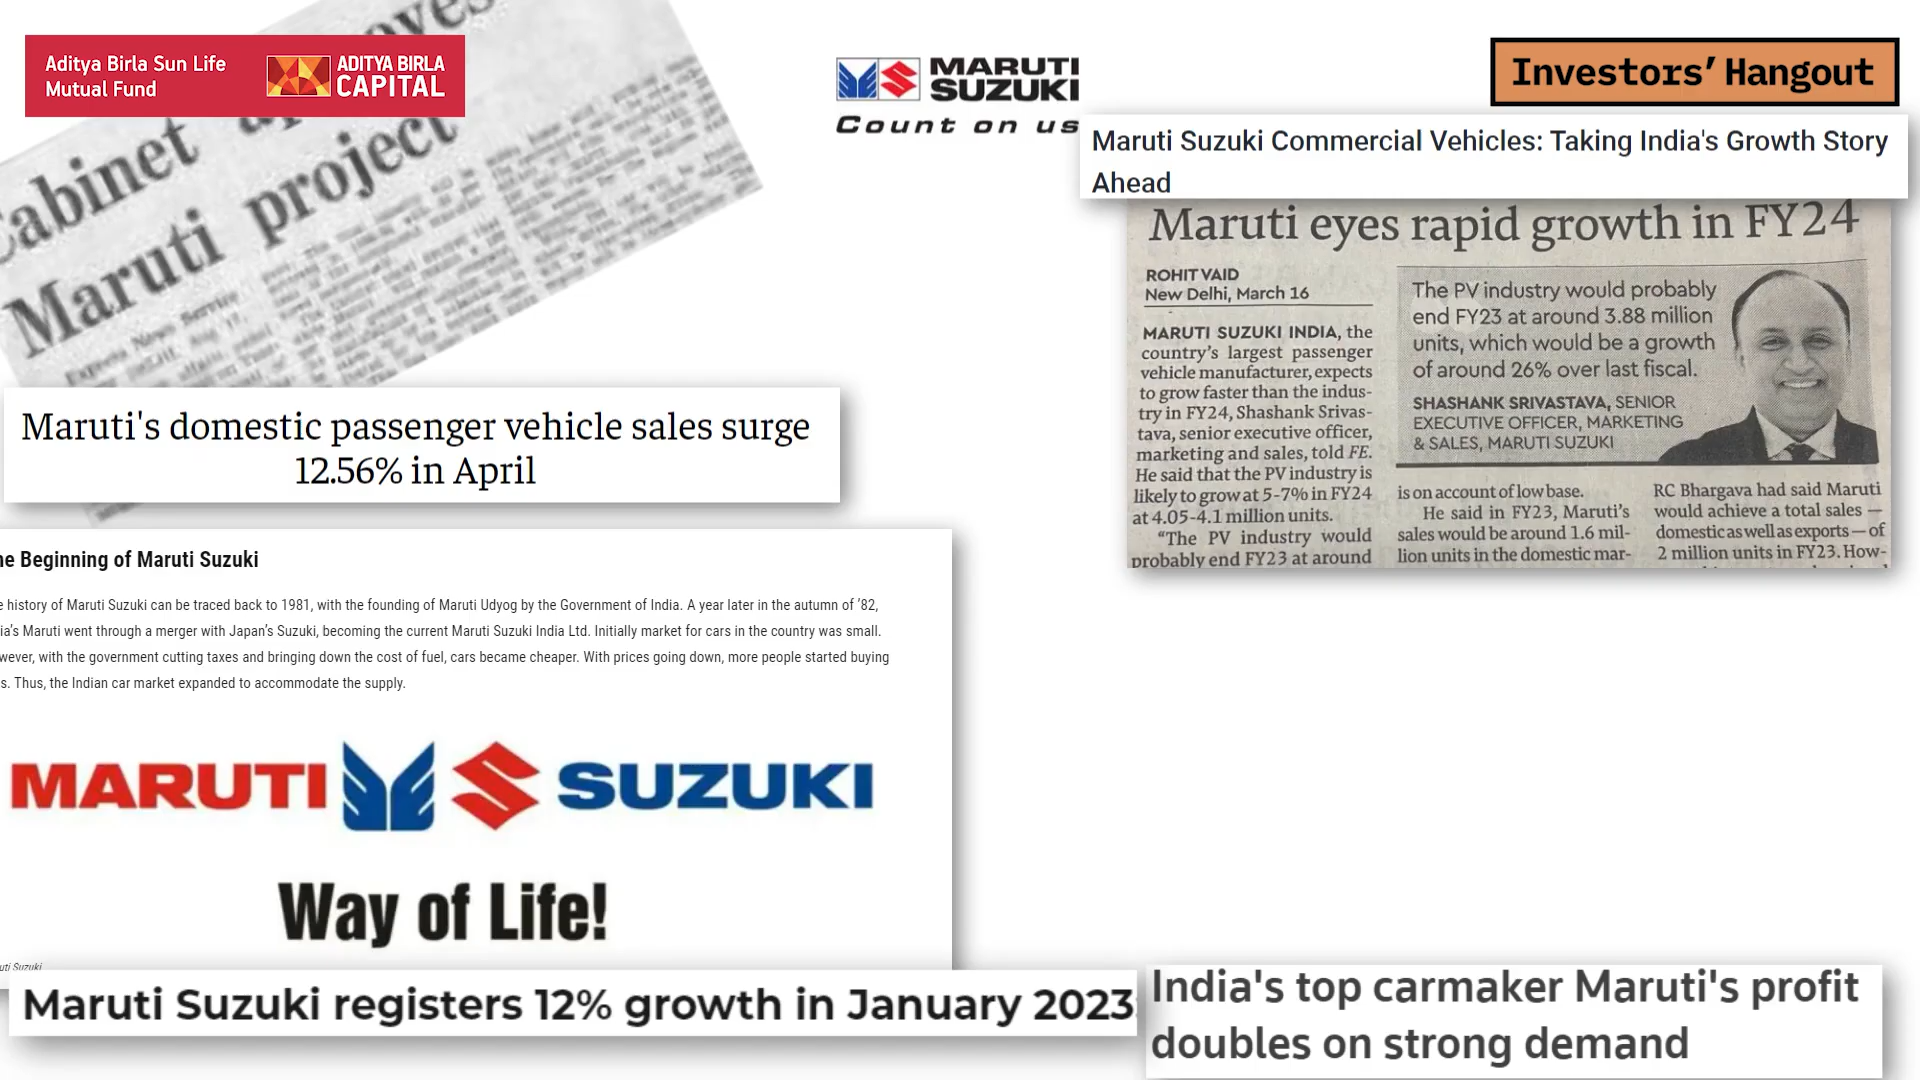 Cabinet
Maruti project
Express News Service
Aditya Birla Sun Life
Mutual Fund
ADITYA BIRLA
CAPITAL
MARUTI
SUZUKI
Count on us
Investors’ Hangout
Maruti Suzuki Commercial Vehicles: Taking India's Growth Story
Ahead
Maruti eyes rapid growth in FY24
ROHIT VAID
New Delhi, March 16
MARUTI SUZUKI INDIA, the
country’s largest passenger
vehicle manufacturer, expects
to grow faster than the indus-
try in FY24, Shashank Srivas-
tava, senior executive officer,
marketing and sales, told FE.
He said that the PV industry is
likely to grow at 5-7% in FY24
at 4.05-4.1 million units.
“The PV industry would
probably end FY23 at around
The PV industry would probably
end FY23 at around 3.88 million
units, which would be a growth
of around 26% over last fiscal.
SHASHANK SRIVASTAVA, SENIOR
EXECUTIVE OFFICER, MARKETING
& SALES, MARUTI SUZUKI
is on account of low base.
He said in FY23, Maruti’s
sales would be around 1.6 mil-
lion units in the domestic mar-
RC Bhargava had said Maruti
would achieve a total sales —
domestic as well as exports — of
2 million units in FY23. How-
Maruti's domestic passenger vehicle sales surge
12.56% in April
he Beginning of Maruti Suzuki
e history of Maruti Suzuki can be traced back to 1981, with the founding of Maruti Udyog by the Government of India. A year later in the autumn of ’82,
ia’s Maruti went through a merger with Japan’s Suzuki, becoming the current Maruti Suzuki India Ltd. Initially market for cars in the country was small.
wever, with the government cutting taxes and bringing down the cost of fuel, cars became cheaper. With prices going down, more people started buying
s. Thus, the Indian car market expanded to accommodate the supply.
MARUTI SUZUKI
Way of Life!
uti Suzuki
Maruti Suzuki registers 12% growth in January 2023
India's top carmaker Maruti's profit
doubles on strong demand